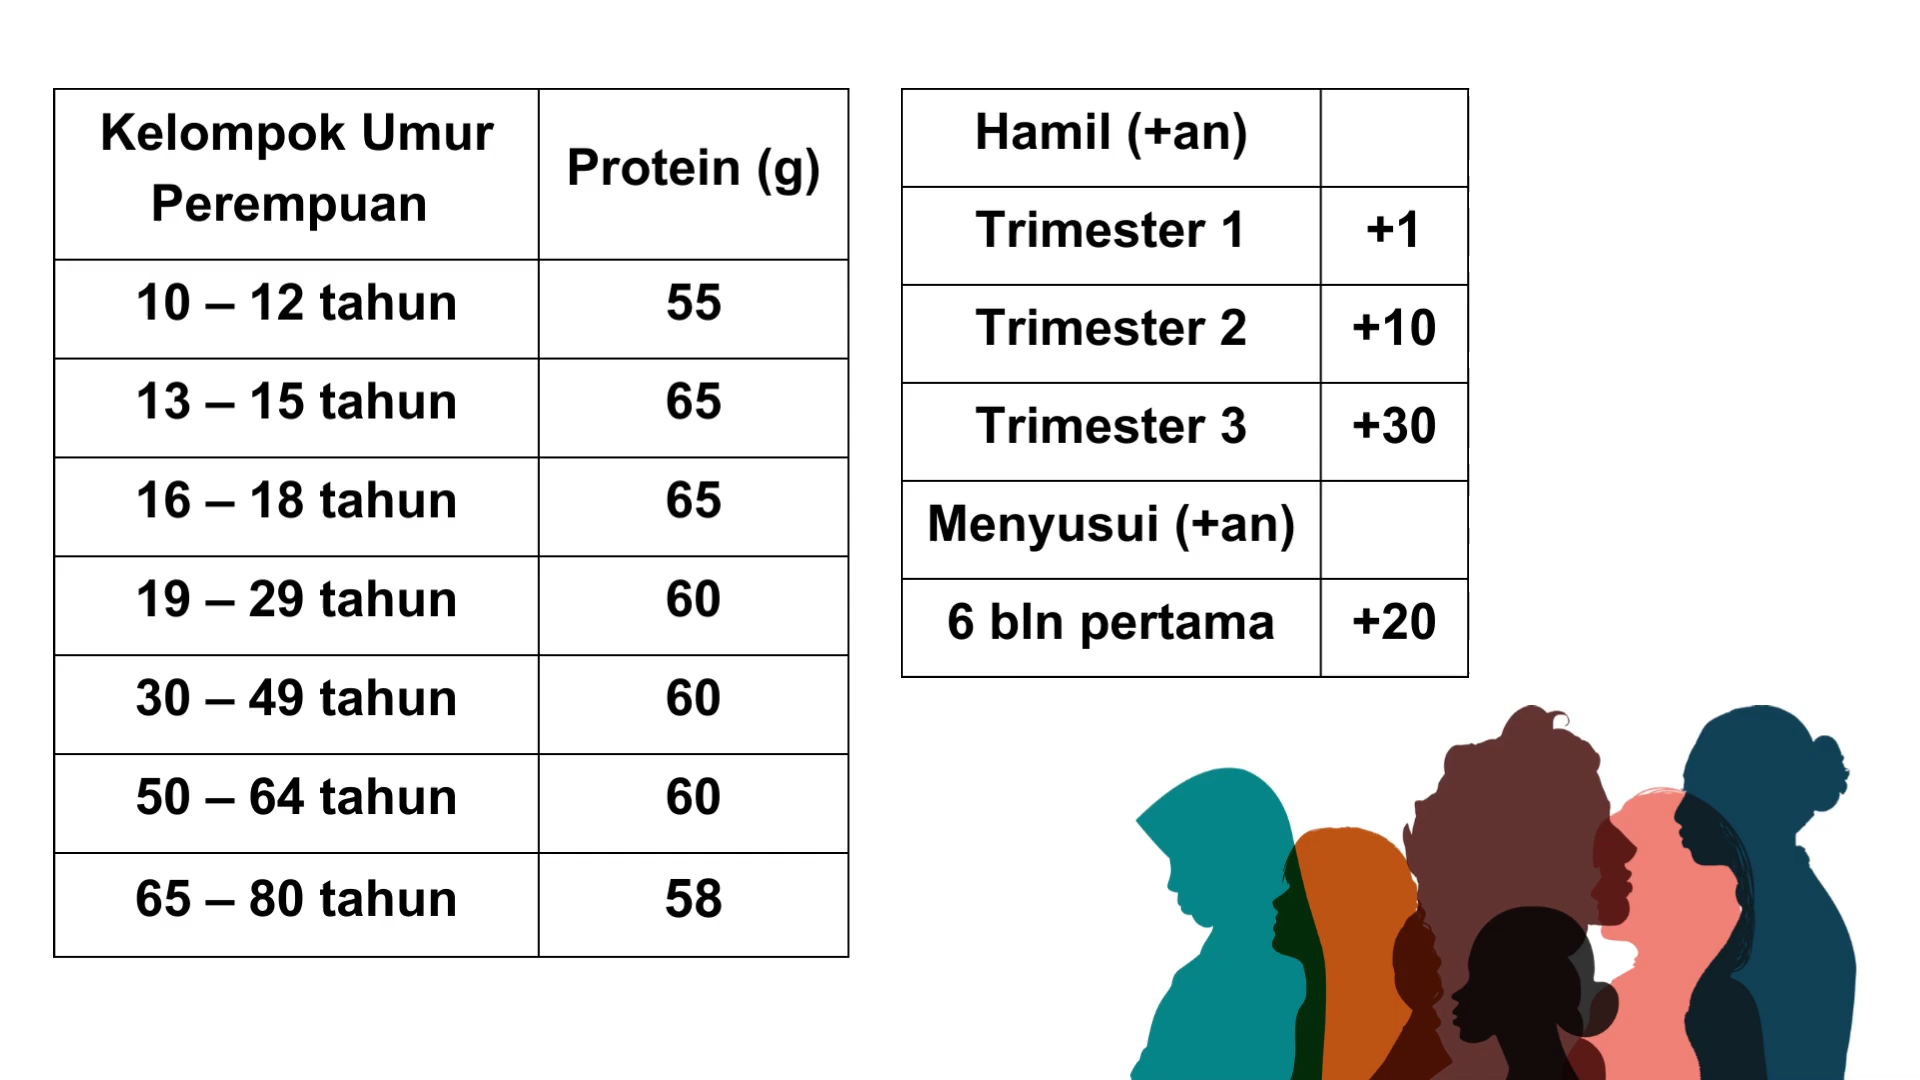 Kelompok Umur
Perempuan
Protein (g)
10 – 12 tahun
55
13 – 15 tahun
65
16 – 18 tahun
65
19 – 29 tahun
60
30 – 49 tahun
60
50 – 64 tahun
60
65 – 80 tahun
58
Hamil (+an)
Trimester 1
+1
Trimester 2
+10
Trimester 3
+30
Menyusui (+an)
6 bln pertama
+20